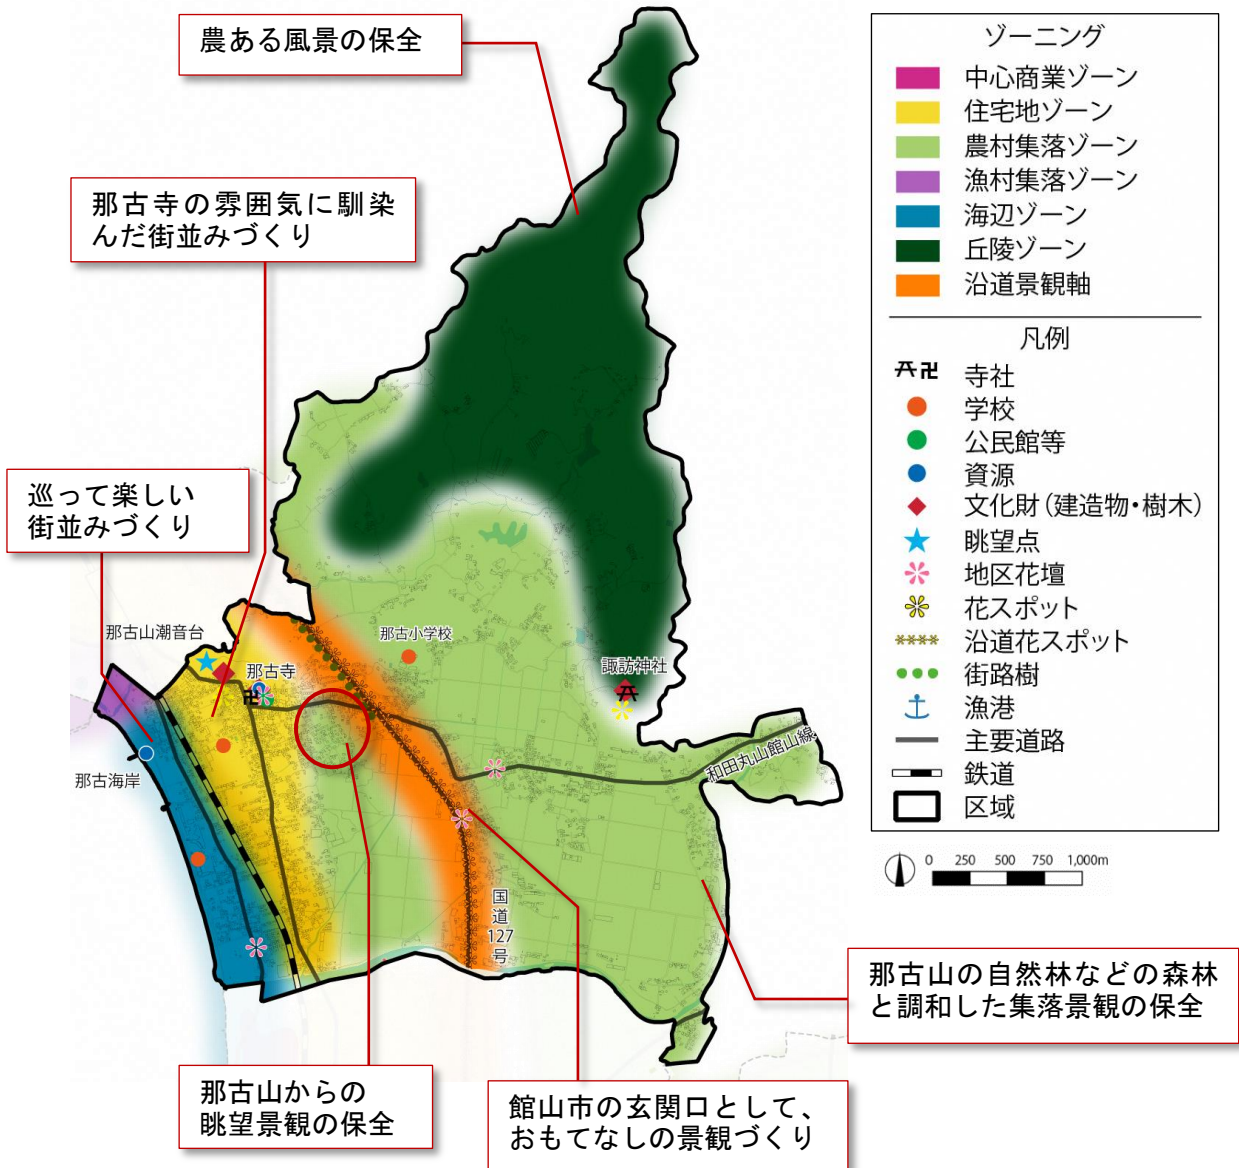 農ある風景の保全
那古寺の雰囲気に馴染
んだ街並みづくり
巡って楽しい
街並みづくり
那古山潮音台
那古寺
那古小学校
諏訪神社
那古海岸
和田丸山館山線
国道127号
那古山からの
眺望景観の保全
館山市の玄関口として、
おもてなしの景観づくり
那古山の自然林などの森林
と調和した集落景観の保全
ゾーニング
中心商業ゾーン
住宅地ゾーン
農村集落ゾーン
漁村集落ゾーン
海辺ゾーン
丘陵ゾーン
沿道景観軸
凡例
寺社
学校
公民館等
資源
文化財(建造物・樹木)
眺望点
地区花壇
花スポット
沿道花スポット
街路樹
漁港
主要道路
鉄道
区域
0 250 500 750 1,000m